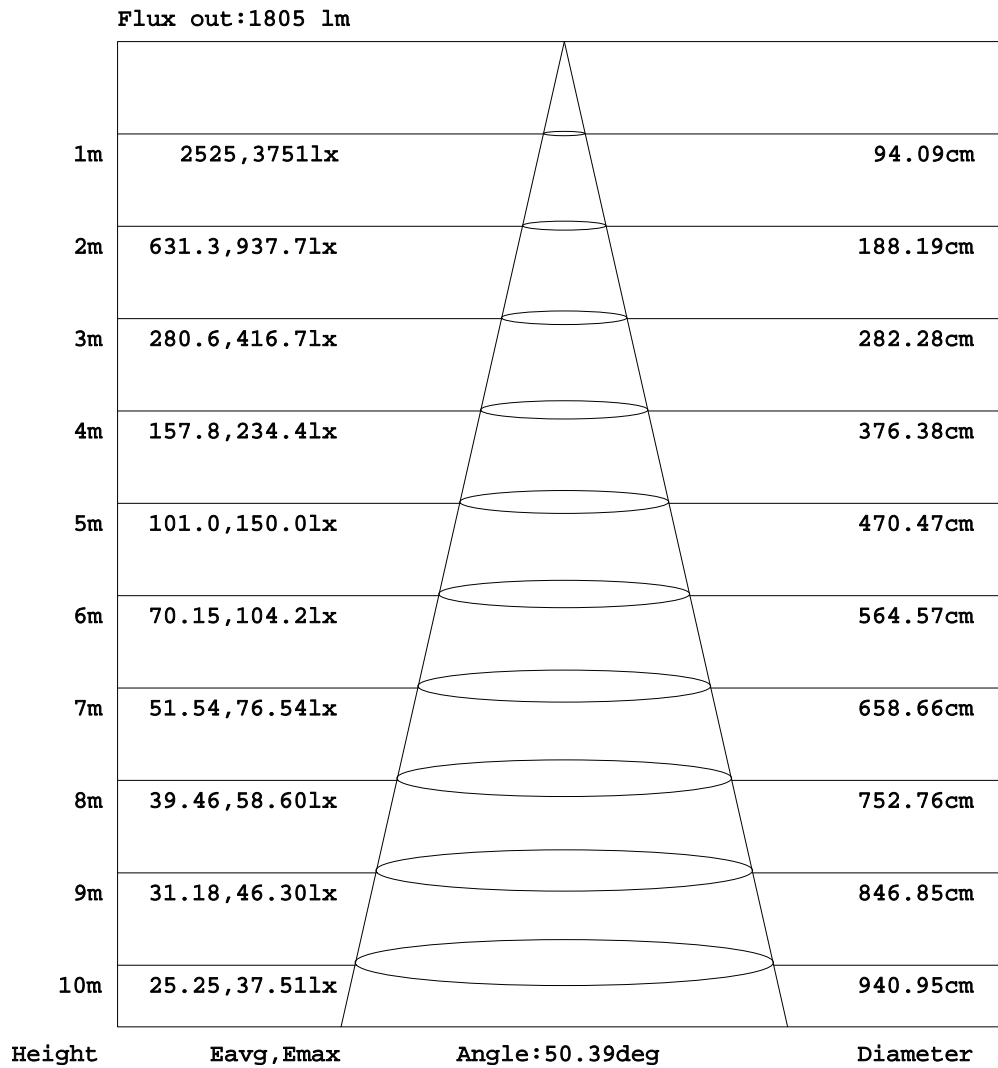 Flux out:1805 lm
1m 2525,3751lx 94.09cm
2m 631.3,937.7lx 188.19cm
3m 280.6,416.7lx 282.28cm
4m 157.8,234.4lx 376.38cm
5m 101.0,150.0lx 470.47cm
6m 70.15,104.2lx 564.57cm
7m 51.54,76.54lx 658.66cm
8m 39.46,58.60lx 752.76cm
9m 31.18,46.30lx 846.85cm
10m 25.25,37.51lx 940.95cm
Height Eavg,Emax Angle:50.39deg Diameter